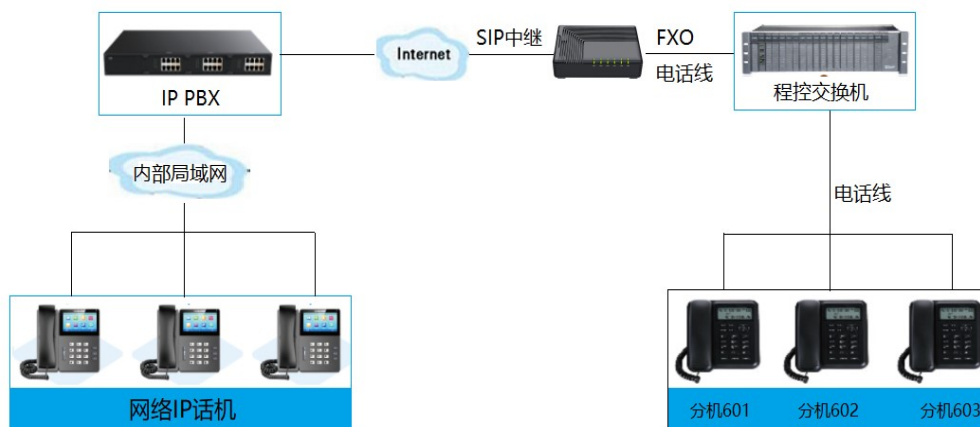 Internet
SIP中继
FXO
电话线
IP PBX
程控交换机
内部局域网
电话线
网络IP话机
分机601
分机602
分机603